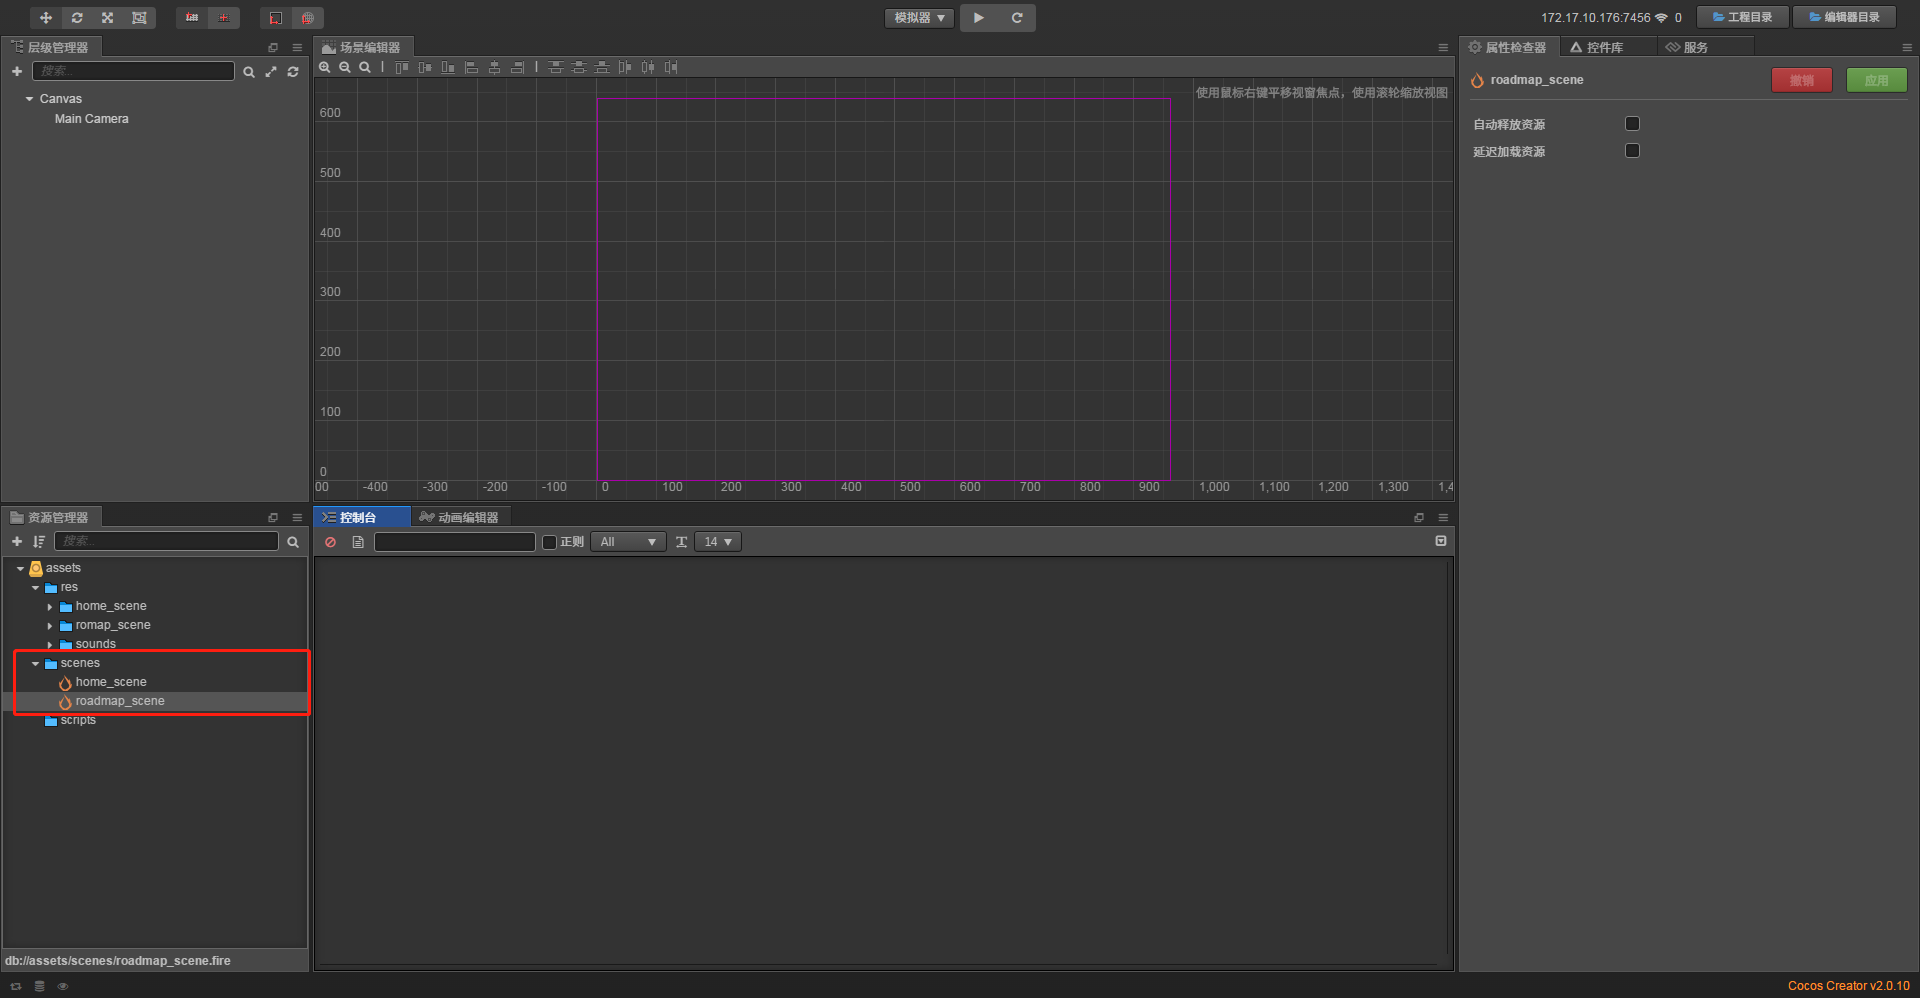 模拟器
172.17.10.176:7456 0
工程目录
编辑器目录
层级管理器
场景编辑器
属性检查器
控件库
服务
搜索...
Canvas
Main Camera
使用鼠标右键平移视窗焦点，使用滚轮缩放视图
600
500
400
300
200
100
0
00 -400 -300 -200 -100 0 100 200 300 400 500 600 700 800 900 1,000 1,100 1,200 1,300 1,4
roadmap_scene
撤销
应用
自动释放资源
延迟加载资源
资源管理器
控制台
动画编辑器
搜索...
正则
All
14
assets
res
home_scene
romap_scene
sounds
scenes
home_scene
roadmap_scene
scripts
db://assets/scenes/roadmap_scene.fire
Cocos Creator v2.0.10